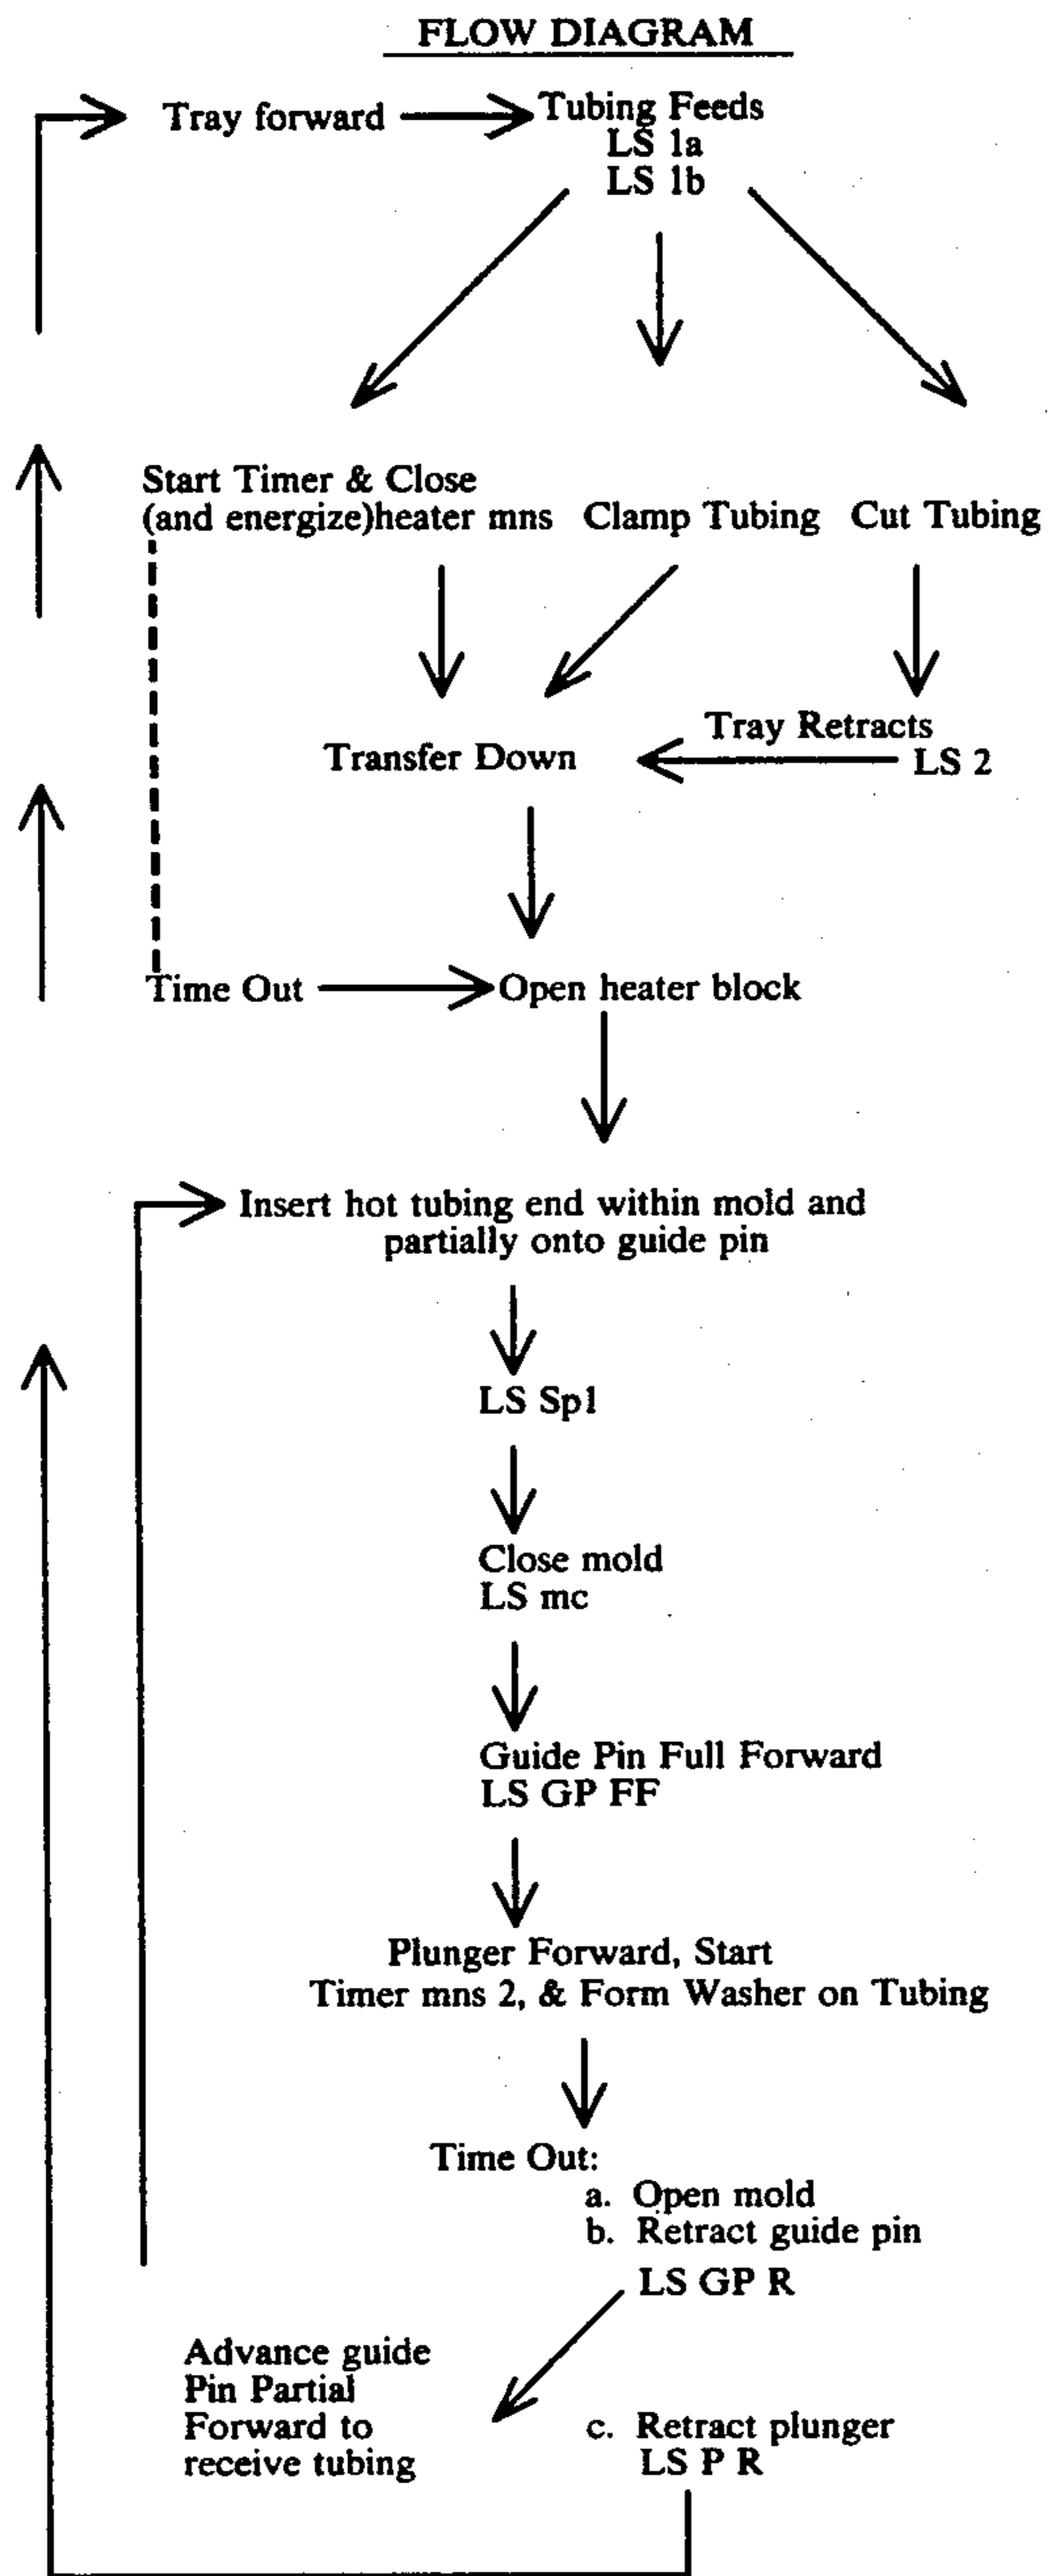 FLOW DIAGRAM
Tray forward
Tubing Feeds
LS 1a
LS 1b
Start Timer & Close
(and energize)heater mns
Clamp Tubing
Cut Tubing
Tray Retracts
LS 2
Transfer Down
Time Out
Open heater block
Insert hot tubing end within mold and
partially onto guide pin
LS Sp1
Close mold
LS mc
Guide Pin Full Forward
LS GP FF
Plunger Forward, Start
Timer mns 2, & Form Washer on Tubing
Time Out:
a. Open mold
b. Retract guide pin
LS GP R
Advance guide
Pin Partial
Forward to
receive tubing
c. Retract plunger
LS P R